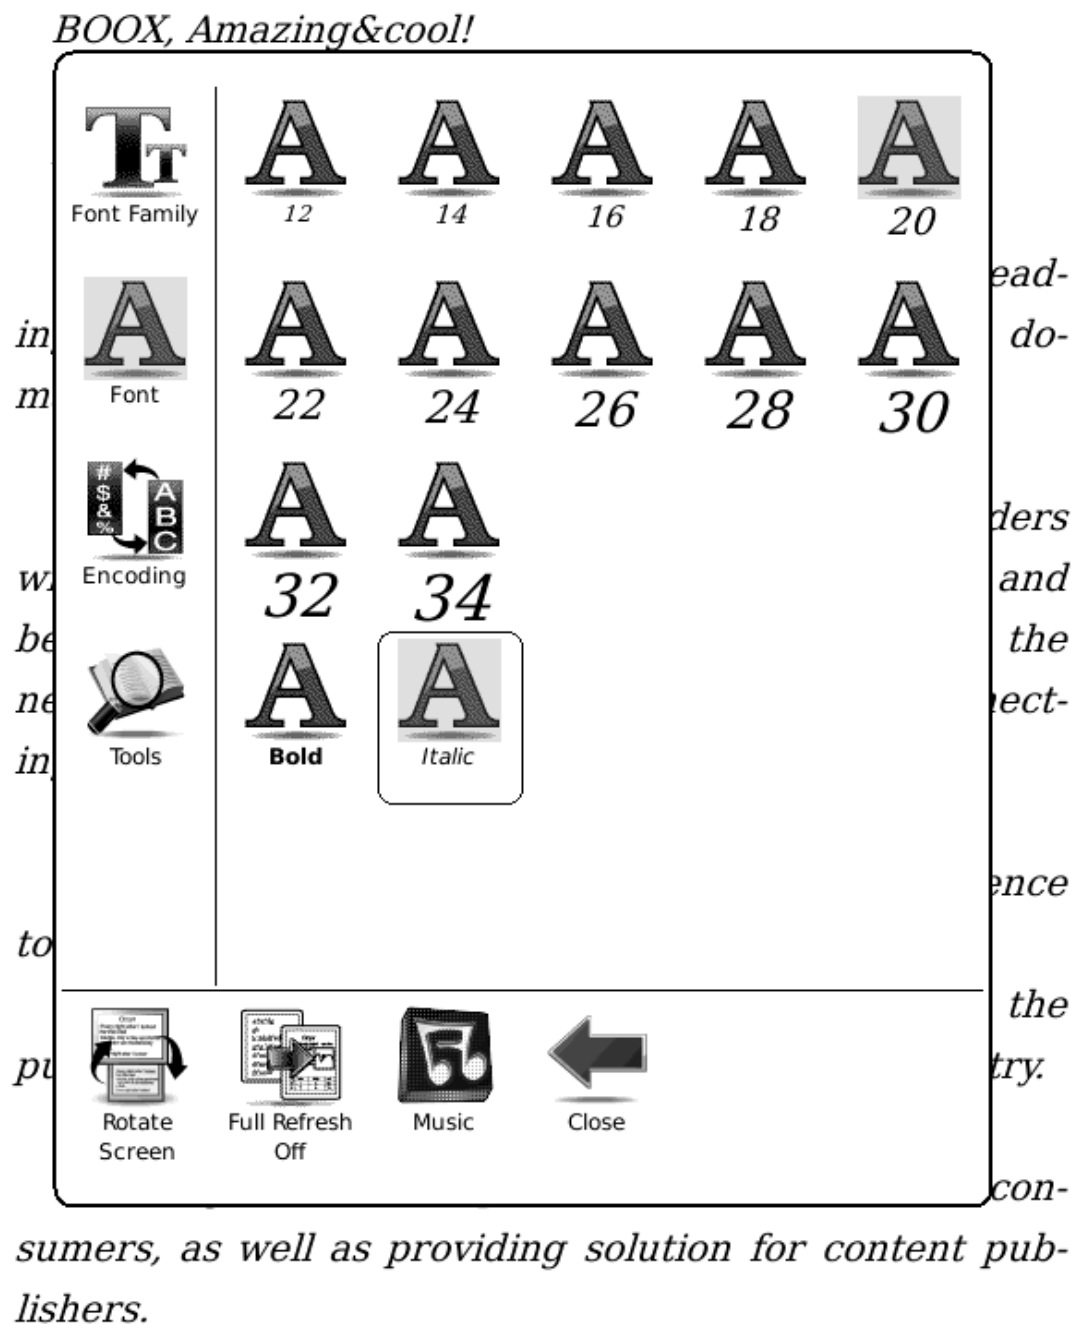 BOOX, Amazing&cool!
Font Family
12 14 16 18 20
ead-
do-
Font
22 24 26 28 30
# $ & % A B C
Encoding
32 34
ders
and
the
Tools
Bold Italic
ect-
ence
to
the
try.
Rotate Screen
Full Refresh Off
Music
Close
con-
sumers, as well as providing solution for content pub-
lishers.